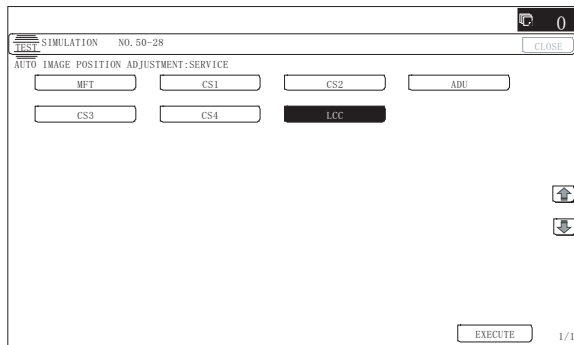 0
TEST SIMULATION NO. 50-28 CLOSE
AUTO IMAGE POSITION ADJUSTMENT:SERVICE
MFT CS1 CS2 ADU
CS3 CS4 LCC
EXECUTE 1/1